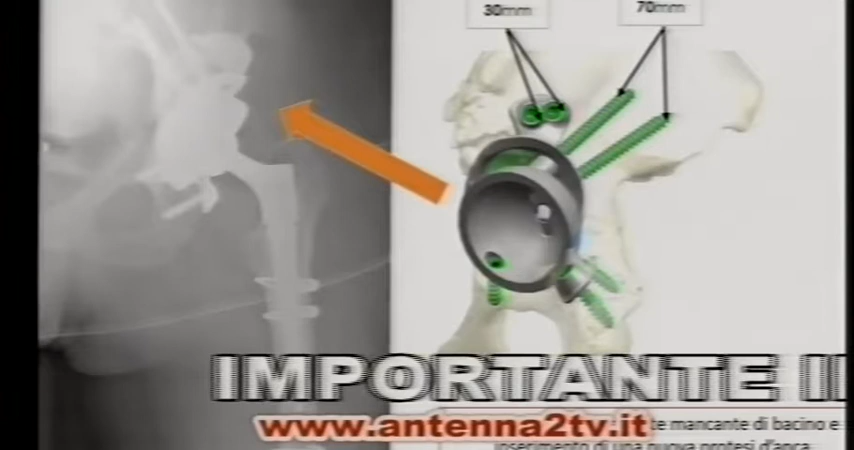 30mm
70mm
IMPORTANTE
www.antenna2tv.it
mancante di bacino e
inserimento di una nuova protesi d'anca